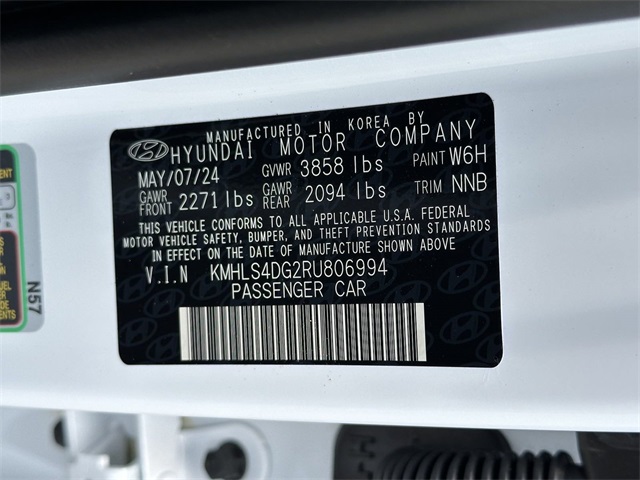 MANUFACTURED IN KOREA BY
HYUNDAI MOTOR COMPANY
MAY/07/24 GVWR 3858 lbs PAINT W6H
GAWR FRONT 2271 lbs GAWR REAR 2094 lbs TRIM NNB
THIS VEHICLE CONFORMS TO ALL APPLICABLE U.S.A. FEDERAL
MOTOR VEHICLE SAFETY, BUMPER, AND THEFT PREVENTION STANDARDS
IN EFFECT ON THE DATE OF MANUFACTURE SHOWN ABOVE
V.I.N KMHLS4DG2RU806994
PASSENGER CAR
N57